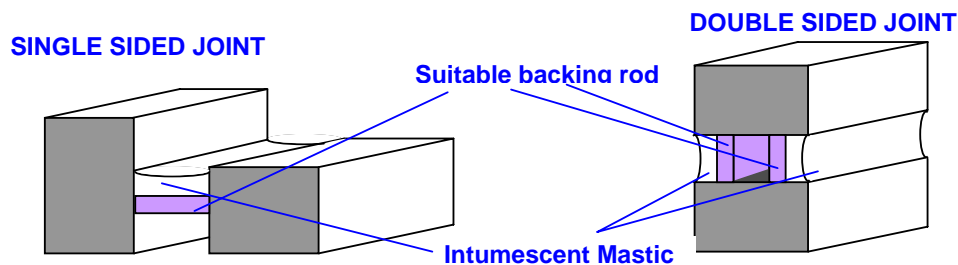 DOUBLE SIDED JOINT
SINGLE SIDED JOINT
Suitable backing rod
Intumescent Mastic